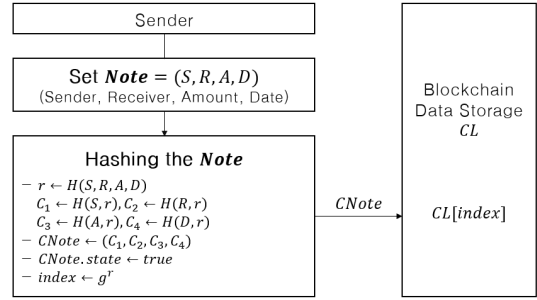 Sender
Set Note = (S, R, A, D)
(Sender, Receiver, Amount, Date)
Hashing the Note
− r ← H(S, R, A, D)
C₁ ← H(S, r), C₂ ← H(R, r)
C₃ ← H(A, r), C₄ ← H(D, r)
− CNote ← (C₁, C₂, C₃, C₄)
− CNote.state ← true
− index ← gʳ
CNote
Blockchain
Data Storage
CL
CL[index]